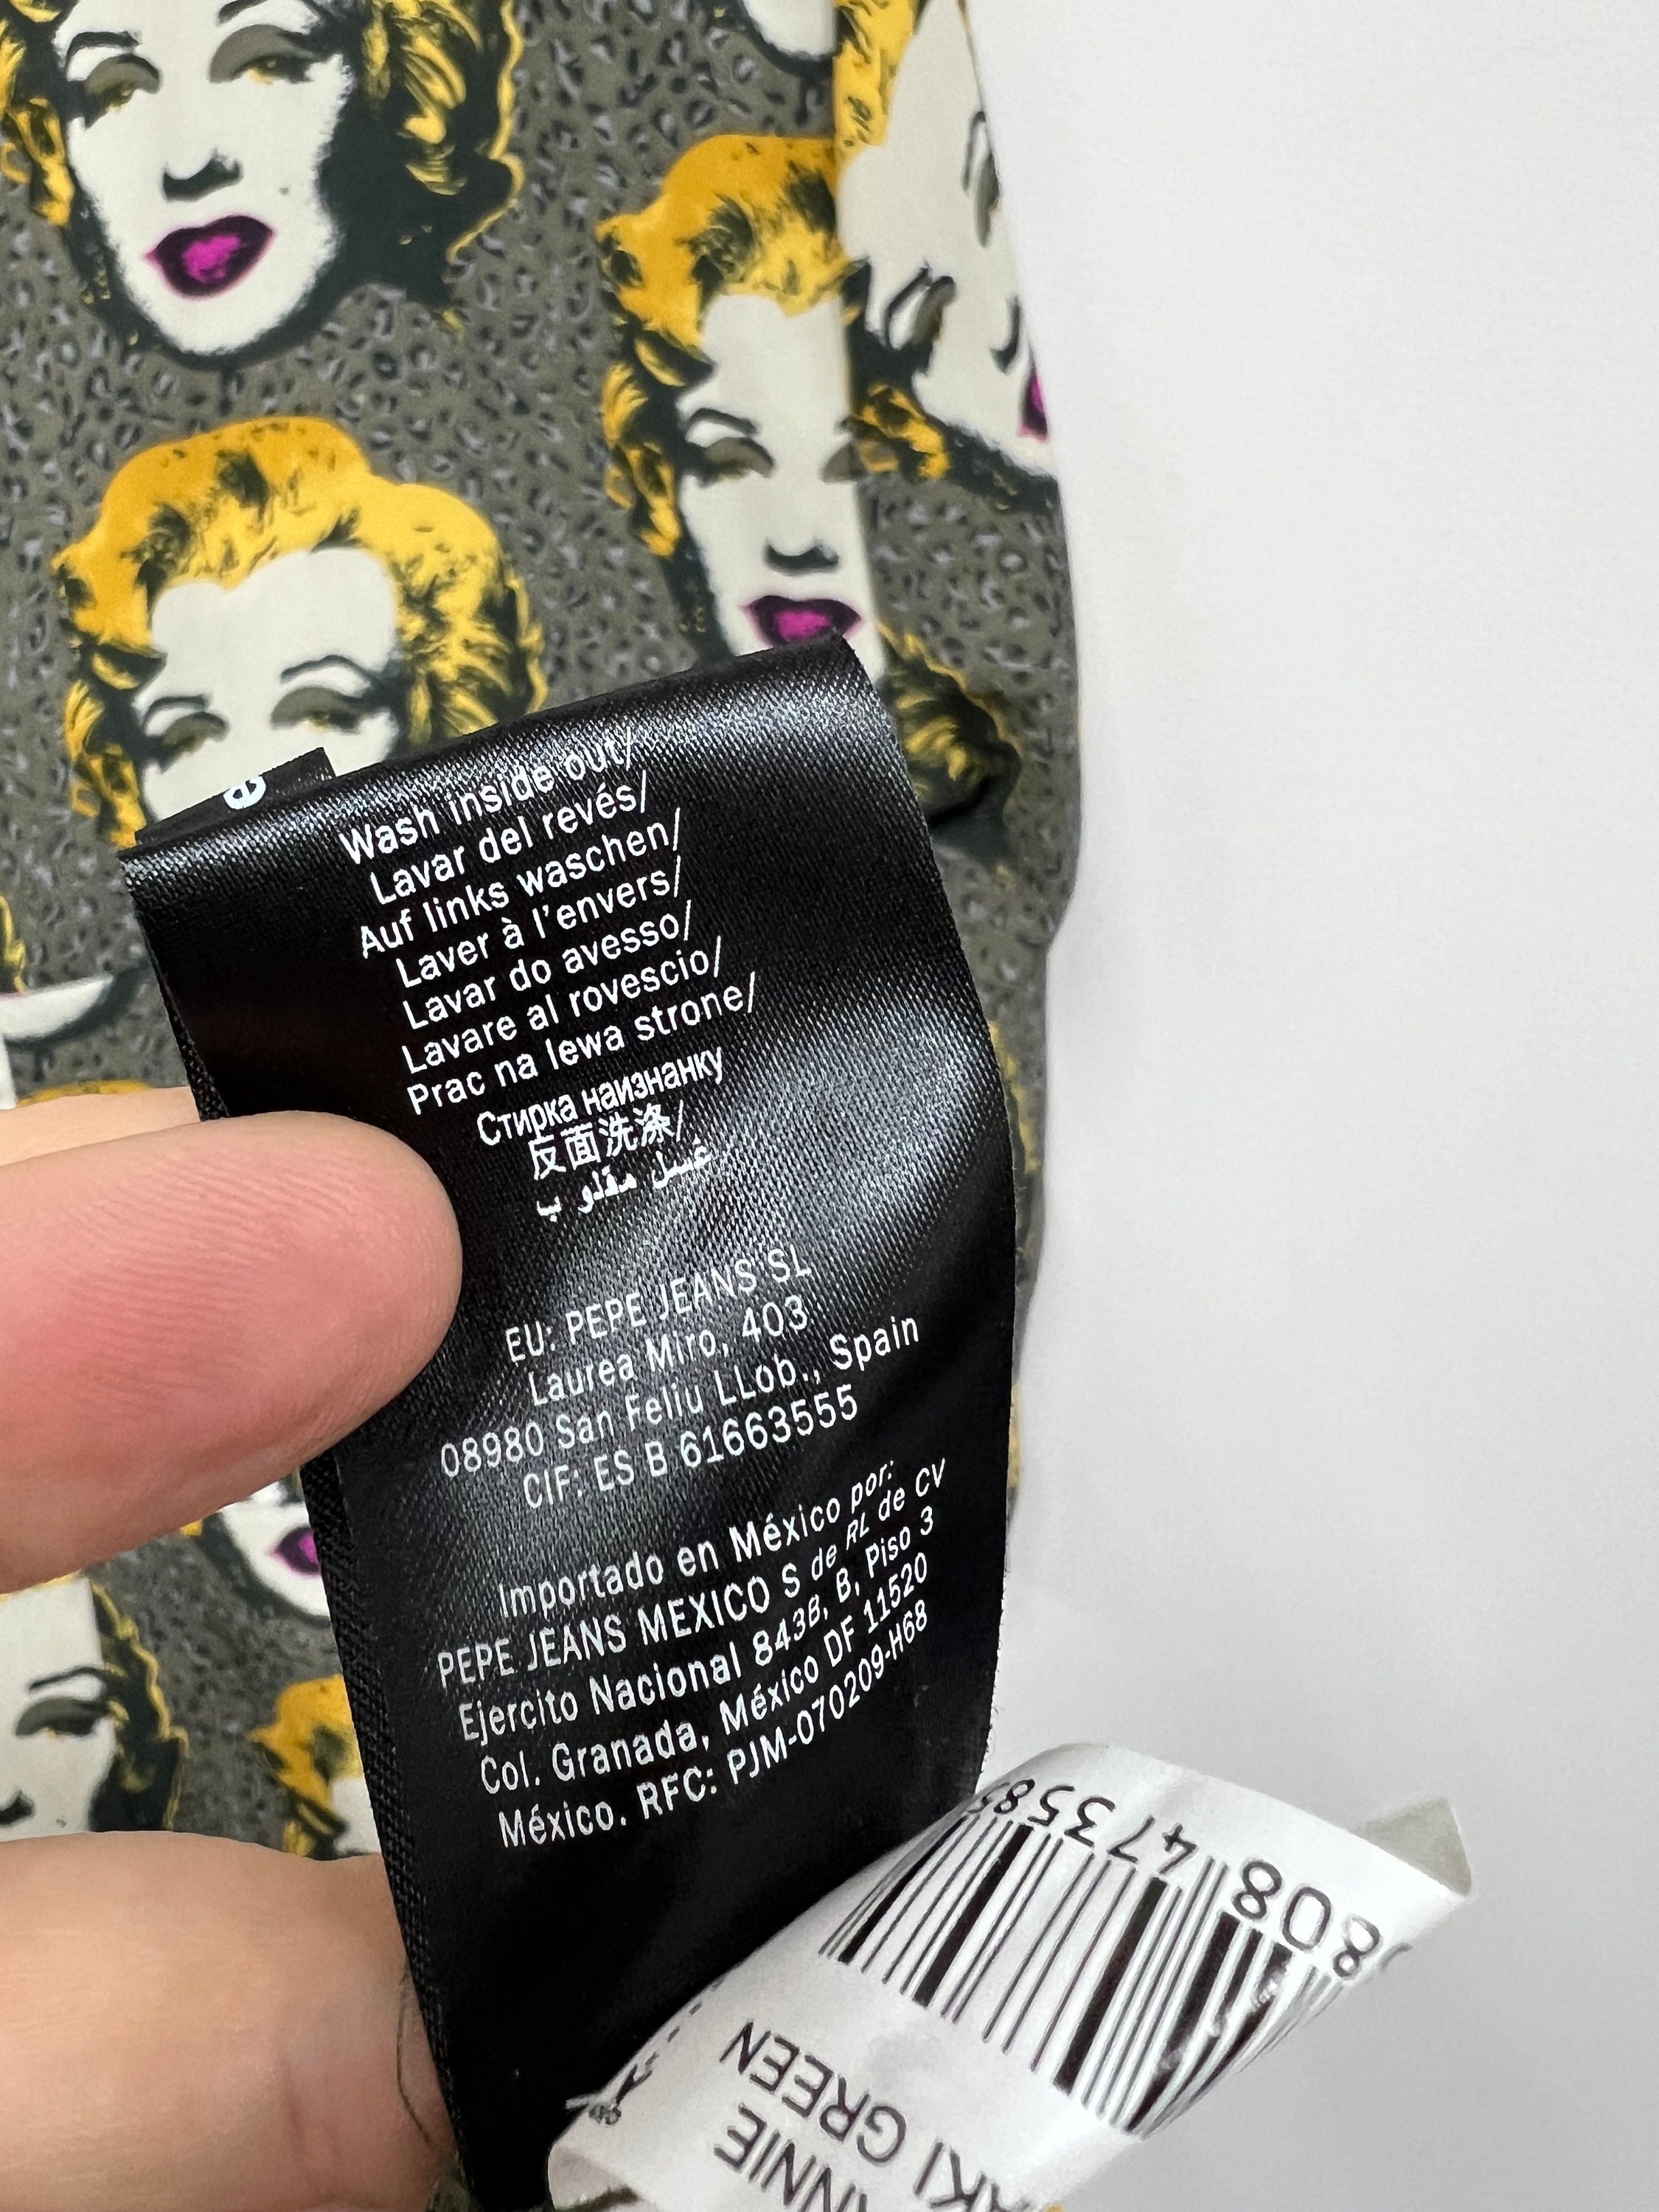 Wash inside out/
Lavar del revés/
Auf links waschen/
Laver à l'envers/
Lavar do avesso/
Lavare al rovescio/
Prac na lewa strone/
Стирка наизнанку
反面洗涤/
غسل مقلو ب
EU: PEPE JEANS SL
Laurea Miro, 403
08980 San Feliu LLob., Spain
CIF: ES B 61663555
Importado en México por:
PEPE JEANS MEXICO S de RL de CV
Ejercito Nacional 843B, B, Piso 3
Col. Granada, México DF 11520
México. RFC: PJM-070209-H68
GREEN